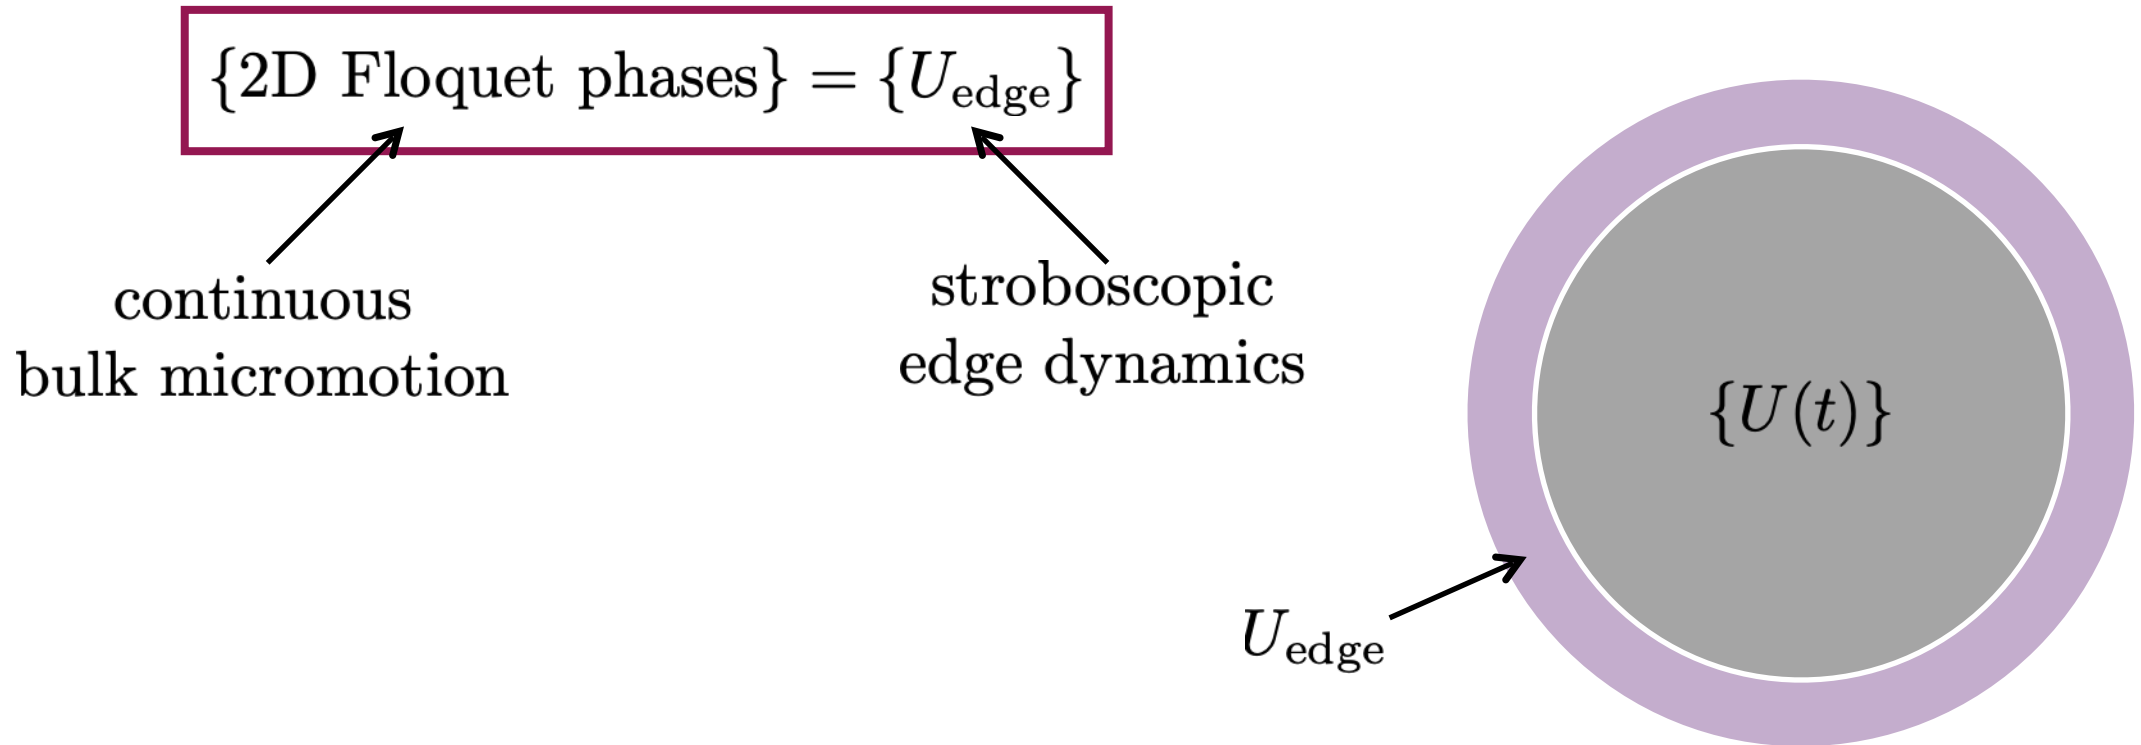 {2D Floquet phases} = {U_edge}
continuous
bulk micromotion
stroboscopic
edge dynamics
{U(t)}
U_edge